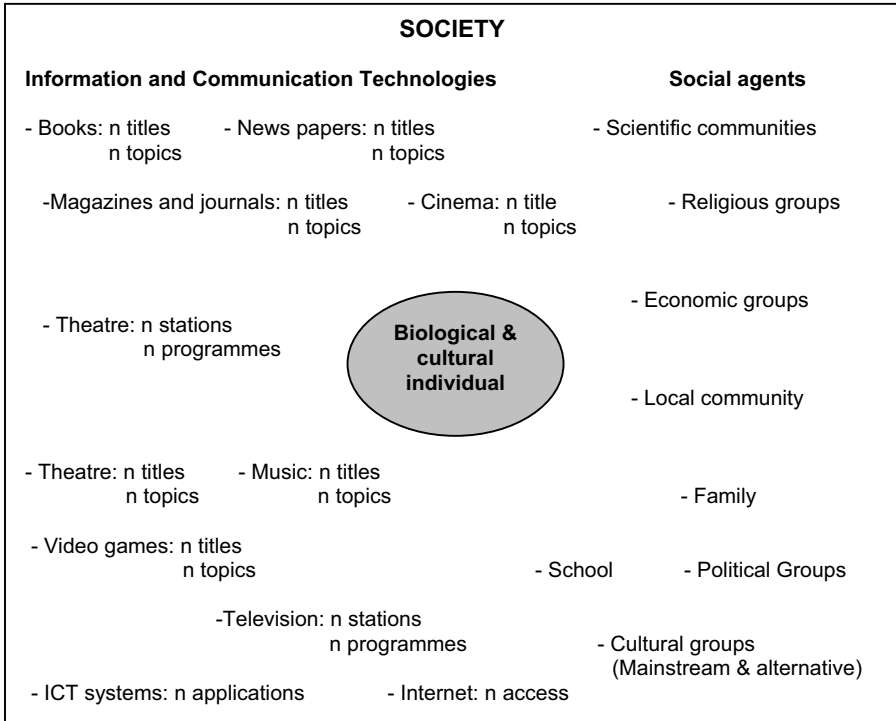 SOCIETY
Information and Communication Technologies Social agents
- Books: n titles - News papers: n titles - Scientific communities
n topics n topics
-Magazines and journals: n titles - Cinema: n title - Religious groups
n topics n topics
- Economic groups
- Theatre: n stations
n programmes
Biological &
cultural
individual
- Local community
- Theatre: n titles - Music: n titles
n topics n topics - Family
- Video games: n titles
n topics - School - Political Groups
-Television: n stations
n programmes - Cultural groups
(Mainstream & alternative)
- ICT systems: n applications - Internet: n access